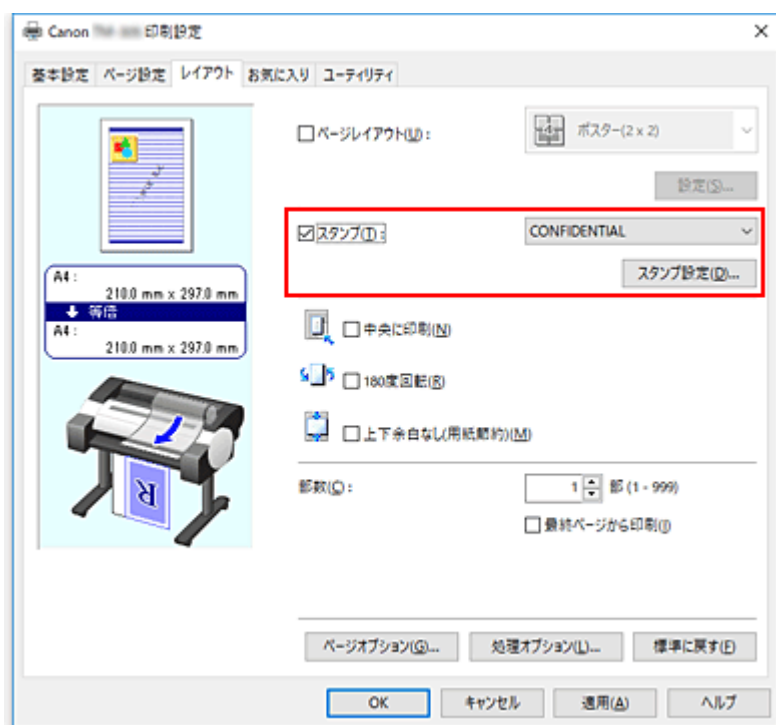 Canon 印刷設定
基本設定 ページ設定 レイアウト お気に入り ユーティリティ
ページレイアウト(U):
ポスター(2 x 2)
設定(S)...
スタンプ(T):
CONFIDENTIAL
スタンプ設定(D)...
A4 :
210.0 mm x 297.0 mm
等倍
A4 :
210.0 mm x 297.0 mm
中央に印刷(N)
180度回転(R)
上下余白なし(用紙節約)(M)
R
部数(C):
1 部 (1 - 999)
最終ページから印刷(I)
ページオプション(G)... 処理オプション(L)... 標準に戻す(F)
OK キャンセル 適用(A) ヘルプ